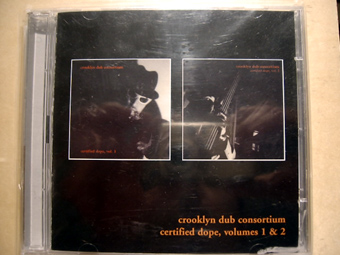 crooklyn dub consortium
certified dope, vol. 1
crooklyn dub consortium
certified dope, vol. 2
crooklyn dub consortium
certified dope, volumes 1 & 2